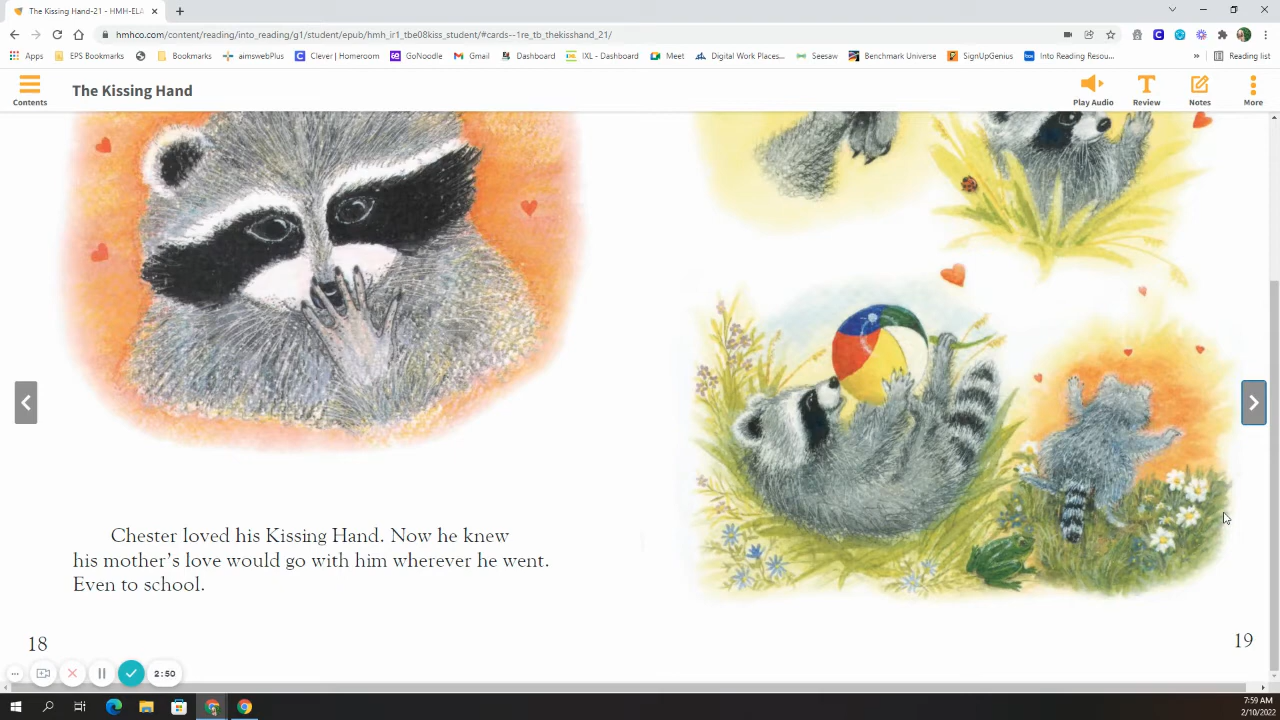 The Kissing Hand-21 - HMH-ELA
hmhco.com/content/reading/into_reading/g1/student/epub/hmh_ir1_tbe08kiss_student/#cards--1re_tb_thekisshand_21/
Apps EPS Bookmarks Bookmarks aimswebPlus Clever | Homeroom GoNoodle Gmail Dashboard IXL - Dashboard Meet Digital Work Places... Seesaw Benchmark Universe SignUpGenius Into Reading Resou... » Reading list
Contents
The Kissing Hand
Play Audio Review Notes More
Chester loved his Kissing Hand. Now he knew
his mother's love would go with him wherever he went.
Even to school.
18
19
2:50
7:59 AM
2/10/2022